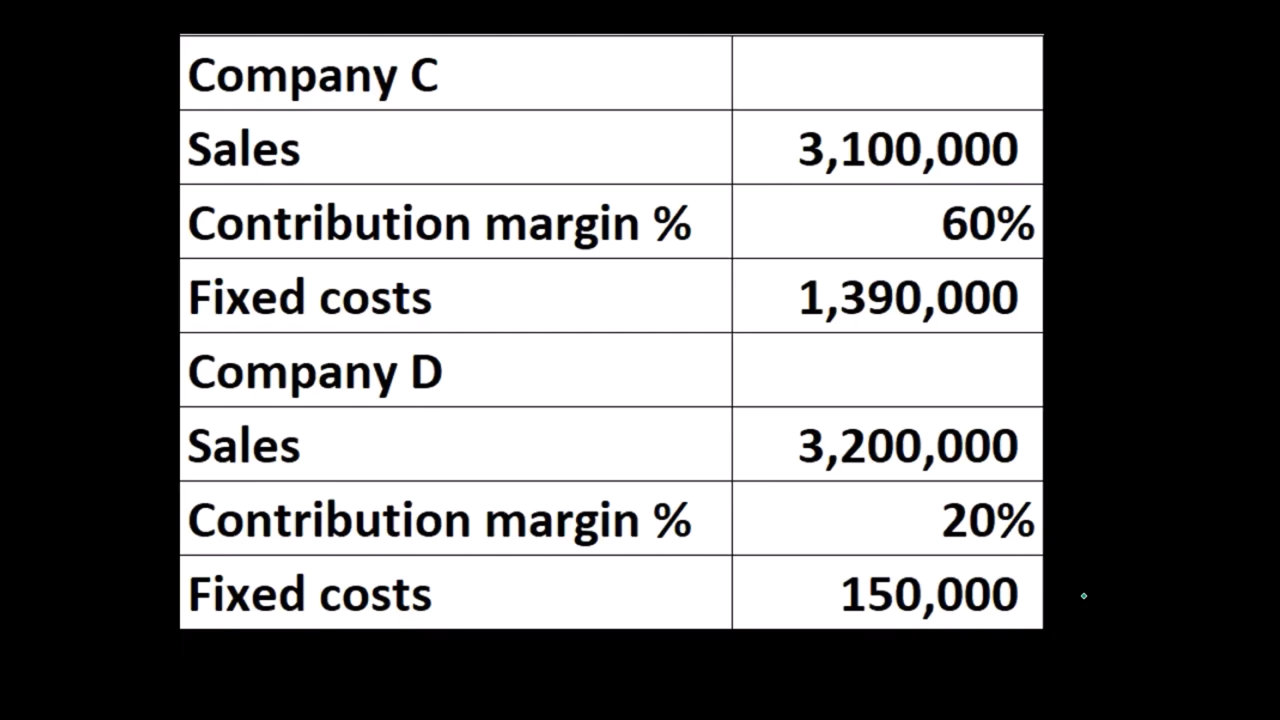 Company C
Sales 3,100,000
Contribution margin % 60%
Fixed costs 1,390,000
Company D
Sales 3,200,000
Contribution margin % 20%
Fixed costs 150,000